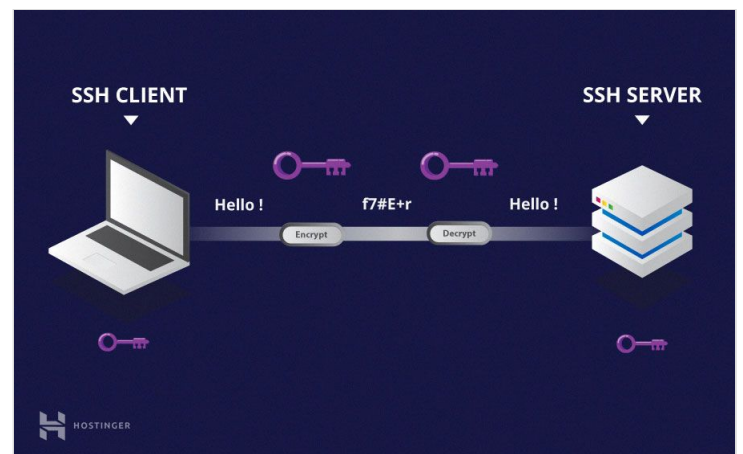 SSH CLIENT
SSH SERVER
Hello !
f7#E+r
Hello !
Encrypt
Decrypt
HOSTINGER